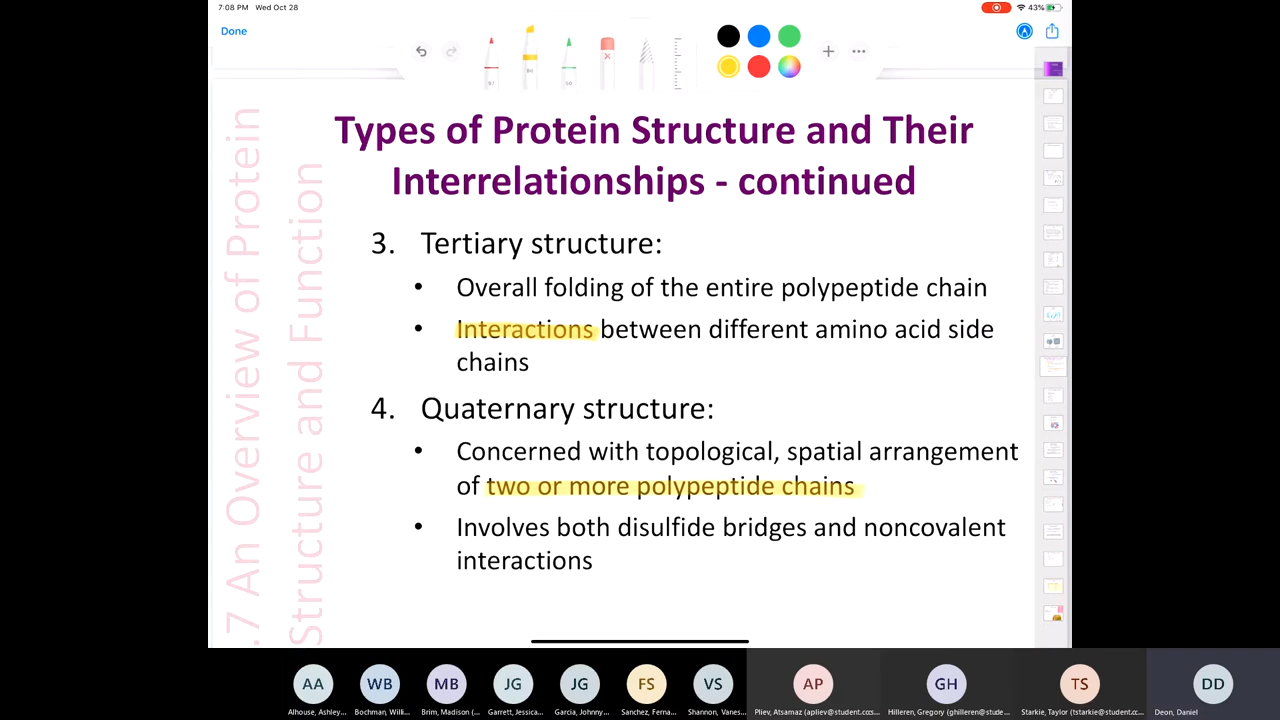 7:08 PM Wed Oct 28
43%
Done
Types of Protein Structure and Their
Interrelationships - continued
.7 An Overview of Protein
Structure and Function
3. Tertiary structure:
• Overall folding of the entire polypeptide chain
• Interactions between different amino acid side
chains
4. Quaternary structure:
• Concerned with topological, spatial arrangement
of two or more polypeptide chains
• Involves both disulfide bridges and noncovalent
interactions
AA WB MB JG JG FS VS AP GH TS DD
Alhouse, Ashley... Bochman, Willi... Brim, Madison (... Garrett, Jessica... Garcia, Johnny... Sanchez, Ferna... Shannon, Vanes... Pliev, Atsamaz (apliev@student.ccs... Hilleren, Gregory (ghilleren@stude... Starkie, Taylor (tstarkie@student.cc... Deon, Daniel